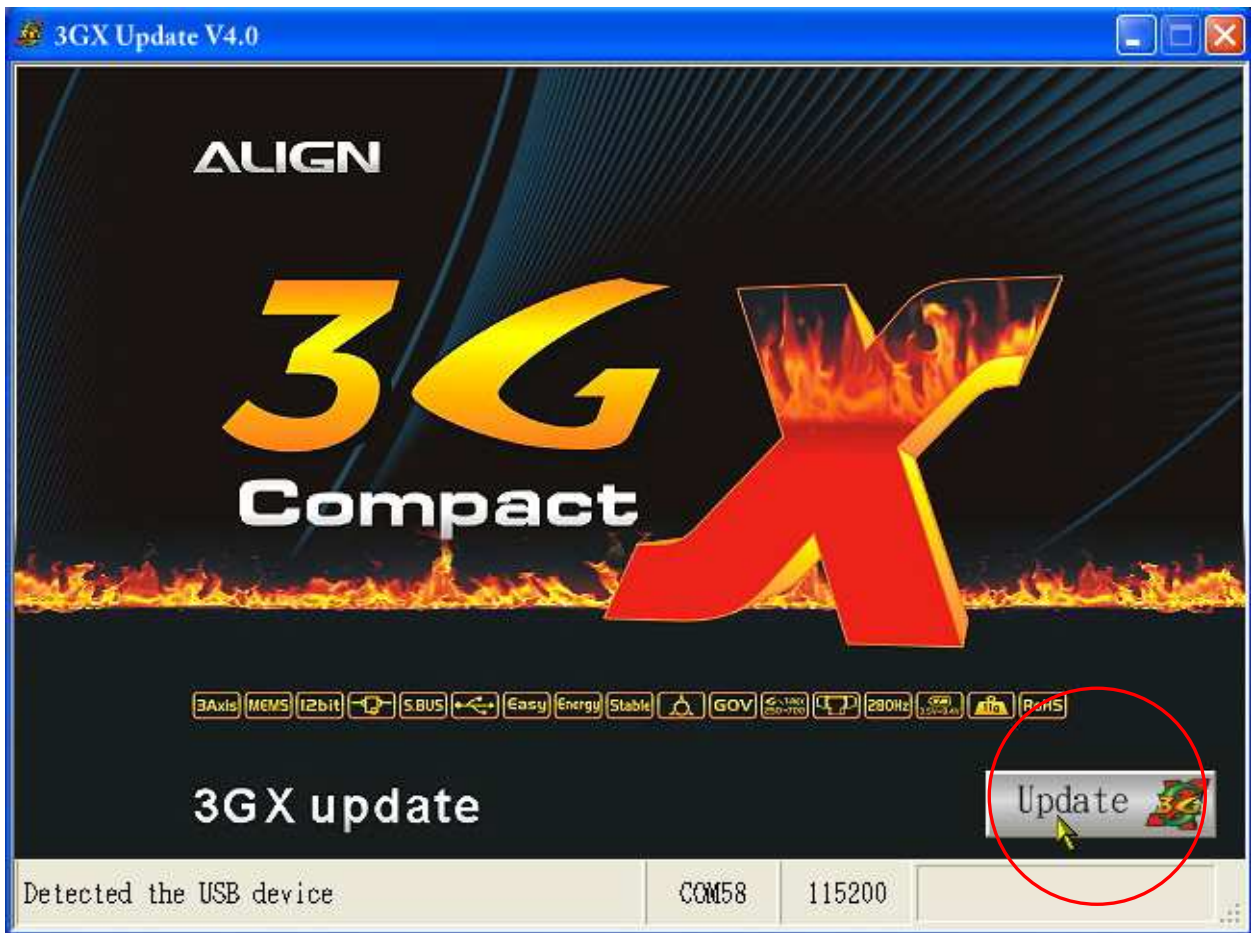 3GX Update V4.0
ALIGN
3GX
Compact
3Axis MEMS 12bit S.BUS Easy Energy Stable GOV 280Hz RoHS
3GX update
Update 3G
Detected the USB device COM58 115200